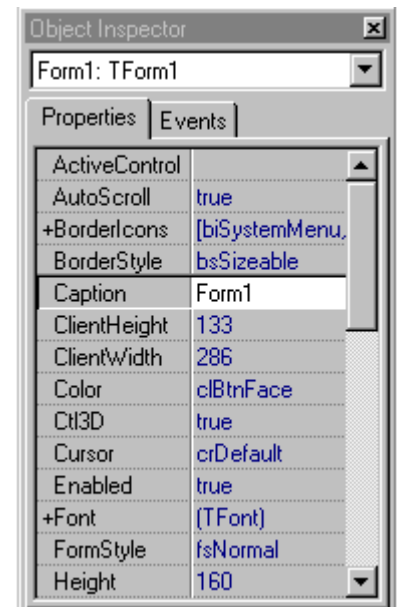 Object Inspector
Form1: TForm1
Properties Events
ActiveControl
AutoScroll true
+BorderIcons [biSystemMenu,
BorderStyle bsSizeable
Caption Form1
ClientHeight 133
ClientWidth 286
Color clBtnFace
Ctl3D true
Cursor crDefault
Enabled true
+Font (TFont)
FormStyle fsNormal
Height 160